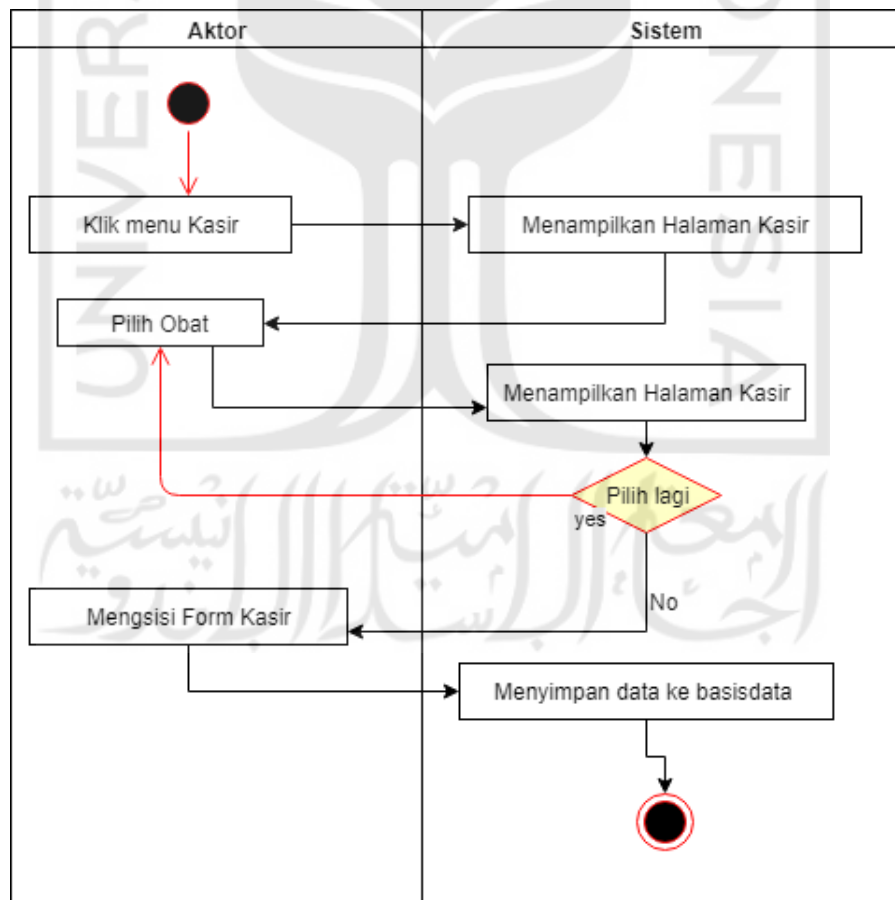 Aktor
Sistem
Klik menu Kasir
Menampilkan Halaman Kasir
Pilih Obat
Menampilkan Halaman Kasir
Pilih lagi
yes
No
Mengsisi Form Kasir
Menyimpan data ke basisdata